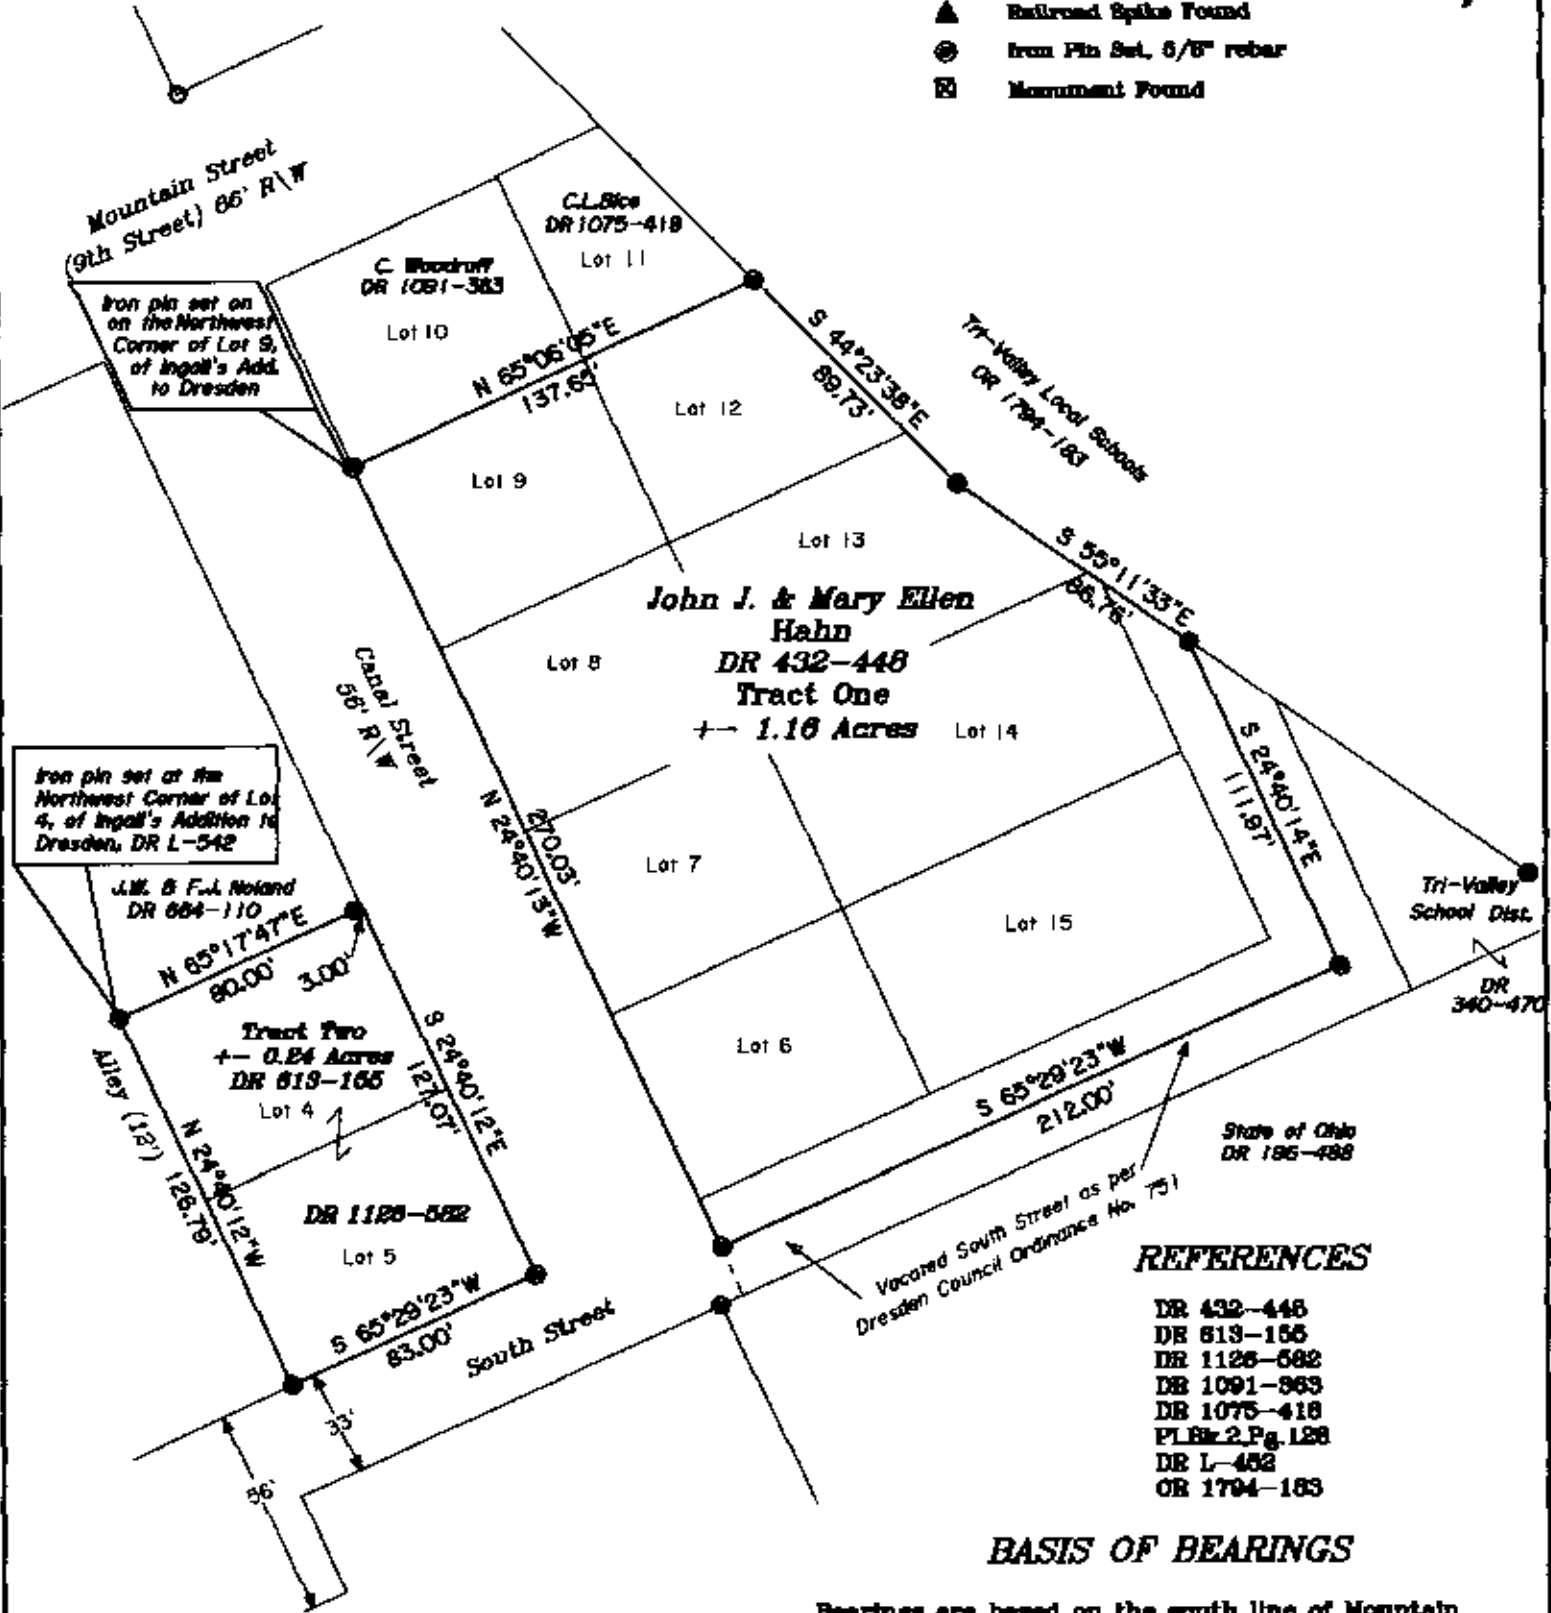 Railroad Spike Found
Iron Pin Set, 5/8" rebar
Monument Found
Mountain Street
(9th Street) 66' R\W
C.L.Bice
DR 1075-418
Lot 11
C. Woodruff
DR 1091-363
Lot 10
Iron pin set on
on the Northwest
Corner of Lot 9,
of Ingall's Add.
to Dresden
N 65°06'05"E
137.65'
S 44°23'38"E
89.73'
Tri-Valley Local Schools
OR 1794-183
Lot 12
Lot 9
Lot 13
S 55°11'33"E
86.76'
John J. & Mary Ellen
Hahn
DR 432-448
Tract One
+- 1.16 Acres
Lot 8
Lot 14
Canal Street
56' R\W
S 24°40'14"E
111.97'
Iron pin set at the
Northwest Corner of Lot
4, of Ingall's Addition to
Dresden, DR L-542
270.03'
N 24°40'13"W
Lot 7
Lot 15
J.W. & F.J. Noland
DR 664-110
N 65°17'47"E
80.00'
3.00'
Tri-Valley
School Dist.
DR
340-470
Tract Two
+- 0.24 Acres
DR 613-155
Lot 4
S 24°40'12"E
127.07'
Lot 6
Alley (12')
N 24°40'12"W
126.79'
S 65°29'23"W
212.00'
State of Ohio
DR 196-488
DR 1126-582
Lot 5
Vacated South Street as per
Dresden Council Ordinance No. 751
S 65°29'23"W
83.00'
South Street
33'
56'
REFERENCES
DR 432-448
DR 613-155
DR 1126-582
DR 1091-363
DR 1075-418
Pl.Bk.2,Pg.128
DR L-452
OR 1794-183
BASIS OF BEARINGS
Bearings are based on the south line of Mountain